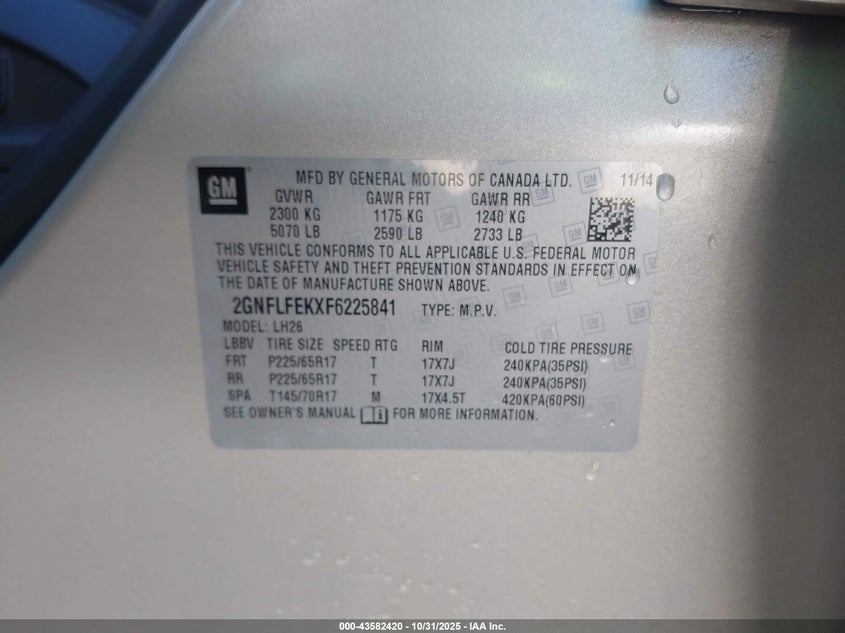 GM
MFD BY GENERAL MOTORS OF CANADA LTD. 11/14
GVWR GAWR FRT GAWR RR
2300 KG 1175 KG 1240 KG
5070 LB 2590 LB 2733 LB
THIS VEHICLE CONFORMS TO ALL APPLICABLE U.S. FEDERAL MOTOR
VEHICLE SAFETY AND THEFT PREVENTION STANDARDS IN EFFECT ON
THE DATE OF MANUFACTURE SHOWN ABOVE.
2GNFLFEKXF6225841 TYPE: M.P.V.
MODEL: LH26
LBBV TIRE SIZE SPEED RTG RIM COLD TIRE PRESSURE
FRT P225/65R17 T 17X7J 240KPA(35PSI)
RR P225/65R17 T 17X7J 240KPA(35PSI)
SPA T145/70R17 M 17X4.5T 420KPA(60PSI)
SEE OWNER'S MANUAL i FOR MORE INFORMATION.
000-43582420 - 10/31/2025 - IAA Inc.